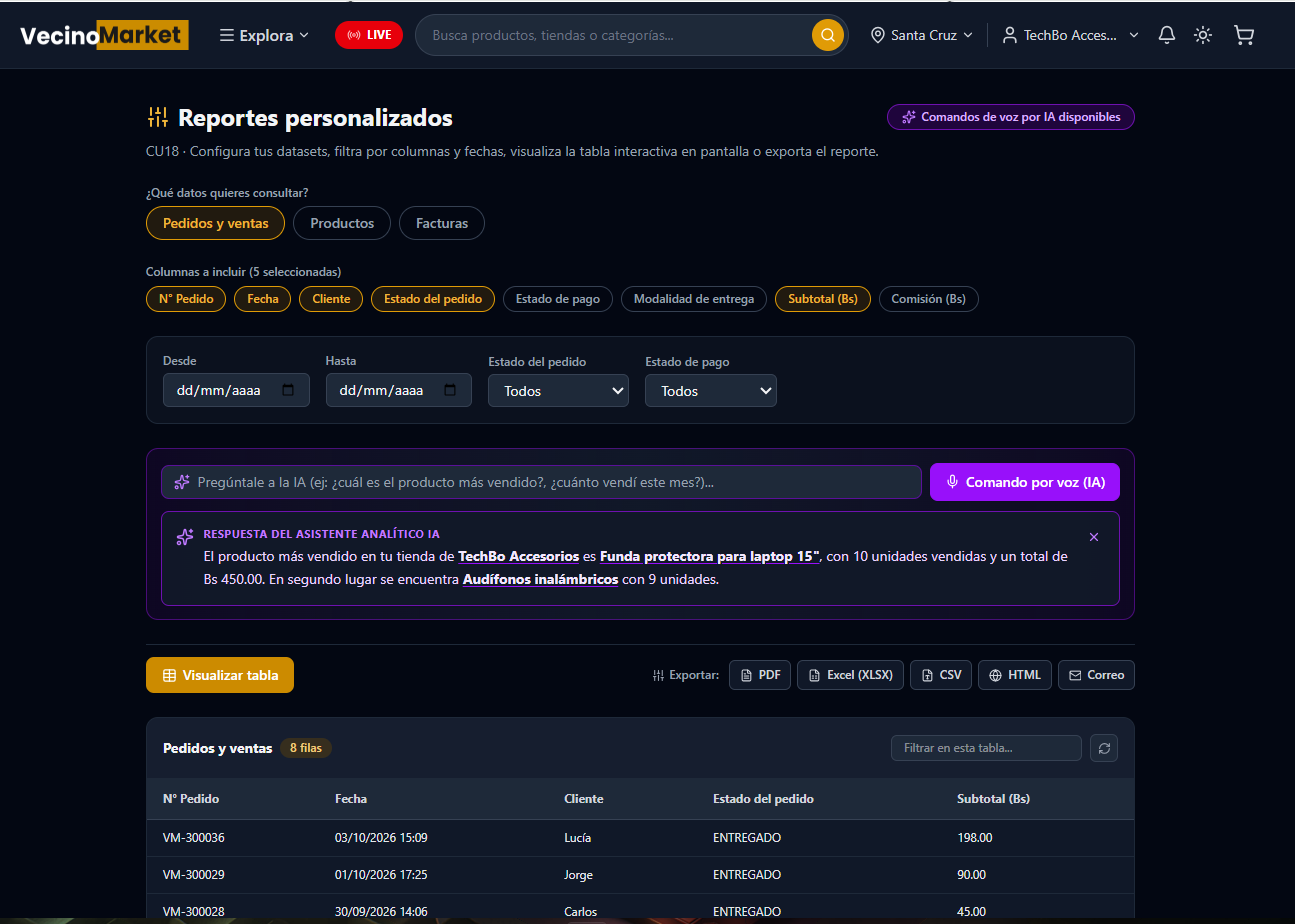 VecinoMarket Explora LIVE Busca productos, tiendas o categorías... Santa Cruz TechBo Acces...
Reportes personalizados
Comandos de voz por IA disponibles
CU18 · Configura tus datasets, filtra por columnas y fechas, visualiza la tabla interactiva en pantalla o exporta el reporte.
¿Qué datos quieres consultar?
Pedidos y ventas Productos Facturas
Columnas a incluir (5 seleccionadas)
N° Pedido Fecha Cliente Estado del pedido Estado de pago Modalidad de entrega Subtotal (Bs) Comisión (Bs)
Desde Hasta Estado del pedido Estado de pago
dd/mm/aaaa dd/mm/aaaa Todos Todos
Pregúntale a la IA (ej: ¿cuál es el producto más vendido?, ¿cuánto vendí este mes?)... Comando por voz (IA)
RESPUESTA DEL ASISTENTE ANALÍTICO IA
El producto más vendido en tu tienda de TechBo Accesorios es Funda protectora para laptop 15", con 10 unidades vendidas y un total de
Bs 450.00. En segundo lugar se encuentra Audífonos inalámbricos con 9 unidades.
Visualizar tabla Exportar: PDF Excel (XLSX) CSV HTML Correo
Pedidos y ventas 8 filas Filtrar en esta tabla...
N° Pedido Fecha Cliente Estado del pedido Subtotal (Bs)
VM-300036 03/10/2026 15:09 Lucía ENTREGADO 198.00
VM-300029 01/10/2026 17:25 Jorge ENTREGADO 90.00
VM-300028 30/09/2026 14:06 Carlos ENTREGADO 45.00